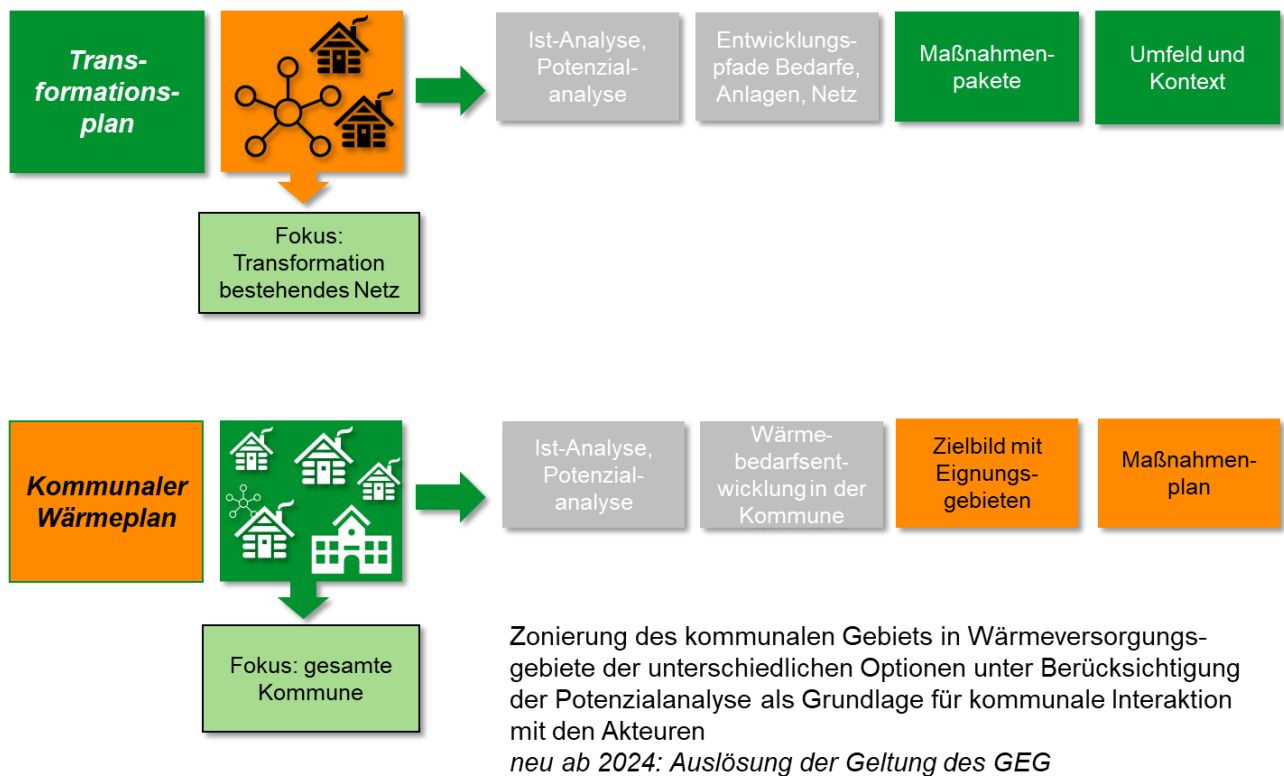 Trans-
formations-
plan
Ist-Analyse,
Potenzial-
analyse
Entwicklungs-
pfade Bedarfe,
Anlagen, Netz
Maßnahmen-
pakete
Umfeld und
Kontext
Fokus:
Transformation
bestehendes Netz
Kommunaler
Wärmeplan
Ist-Analyse,
Potenzial-
analyse
Wärme-
bedarfsent-
wicklung in der
Kommune
Zielbild mit
Eignungs-
gebieten
Maßnahmen-
plan
Fokus: gesamte
Kommune
Zonierung des kommunalen Gebiets in Wärmeversorgungs-
gebiete der unterschiedlichen Optionen unter Berücksichtigung
der Potenzialanalyse als Grundlage für kommunale Interaktion
mit den Akteuren
neu ab 2024: Auslösung der Geltung des GEG